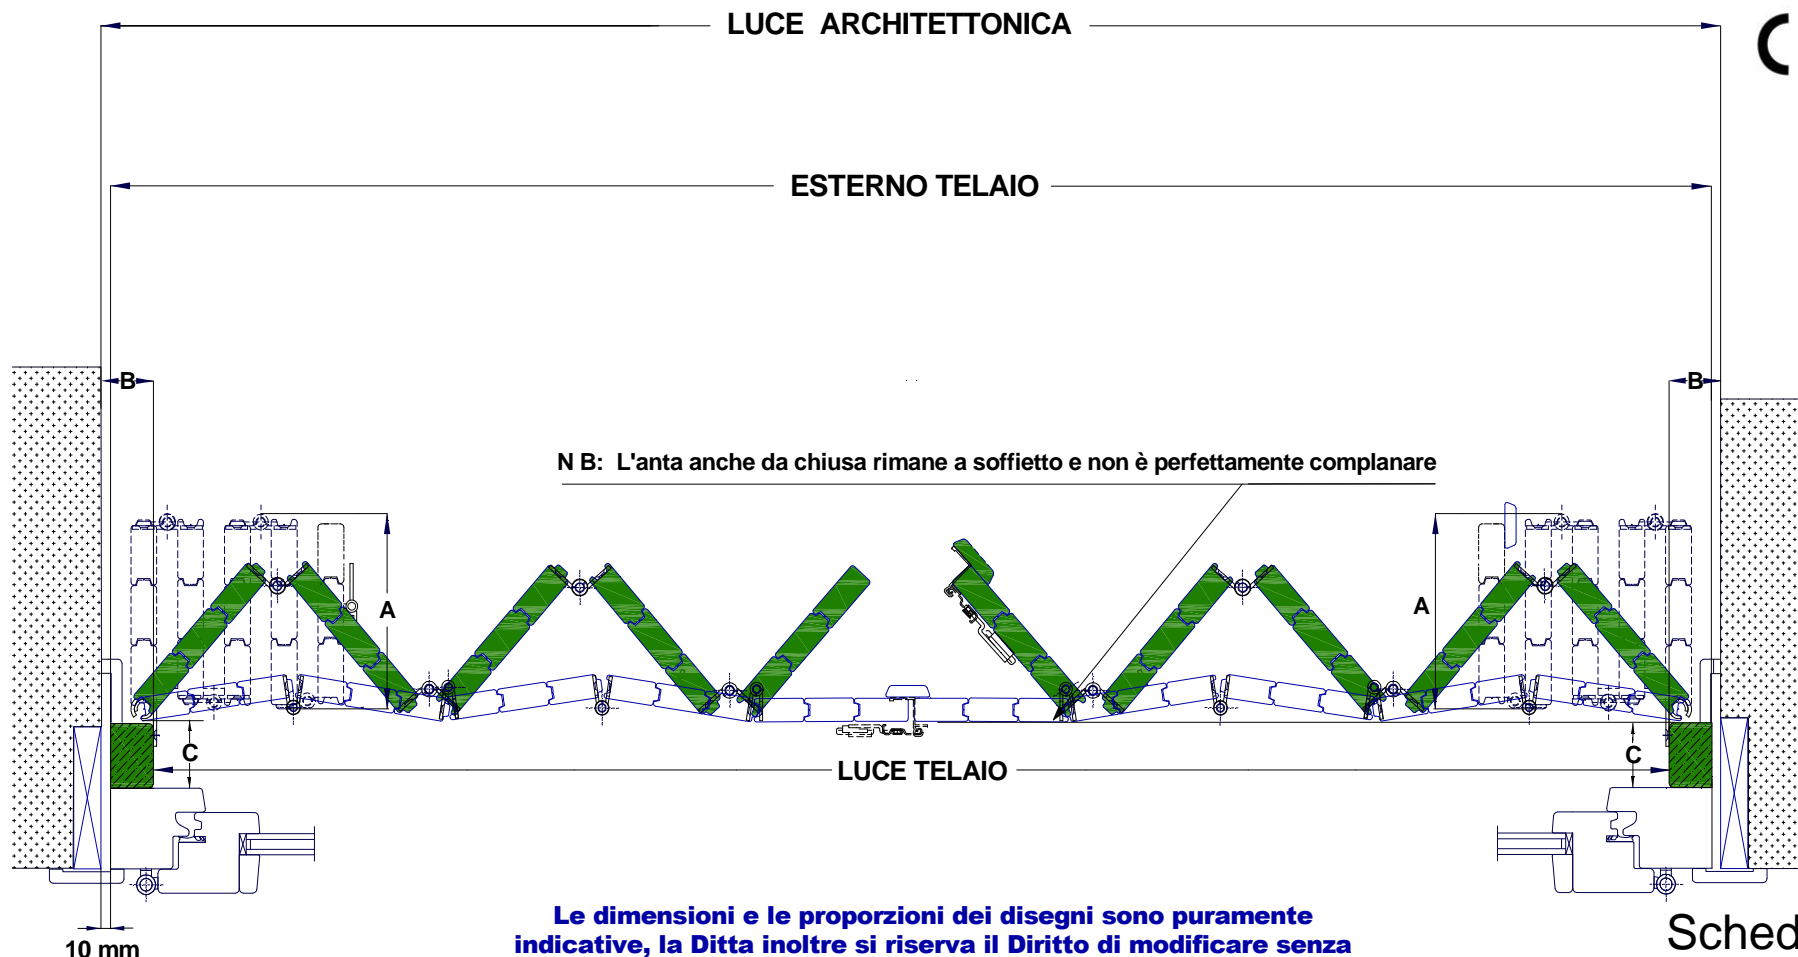 LUCE ARCHITETTONICA
ESTERNO TELAIO
B
B
N B: L'anta anche da chiusa rimane a soffietto e non è perfettamente complanare
A
A
C
C
LUCE TELAIO
Le dimensioni e le proporzioni dei disegni sono puramente
indicative, la Ditta inoltre si riserva il Diritto di modificare senza
Sched
10 mm